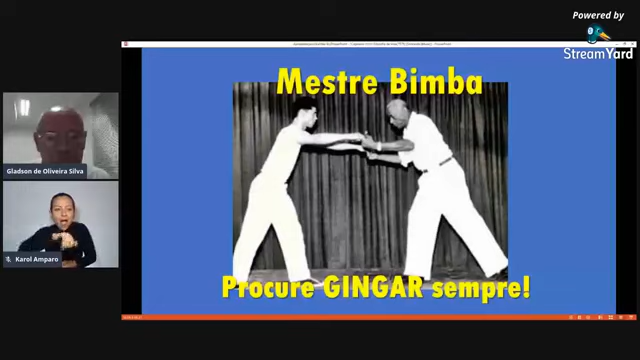 Powered by
StreamYard
Mestre Bimba
Gladson de Oliveira Silva
Karol Amparo
Procure GINGAR sempre!